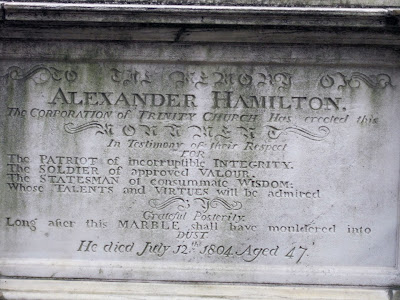 TO THE MEMORY OF
ALEXANDER HAMILTON.
The CORPORATION of TRINITY CHURCH Has erected this
MONUMENT
In Testimony of their Respect
FOR
The PATRIOT of incorruptible INTEGRITY.
The SOLDIER of approved VALOUR.
The STATESMAN of consummate WISDOM:
Whose TALENTS and VIRTUES will be admired
BY
Grateful Posterity.
Long after this MARBLE shall have mouldered into
DUST.
He died July 12.th 1804. Aged 47.